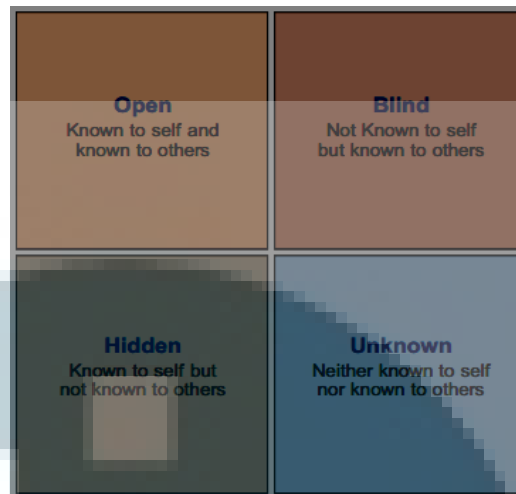 Open
Known to self and
known to others
Blind
Not Known to self
but known to others
Hidden
Known to self but
not known to others
Unknown
Neither known to self
nor known to others